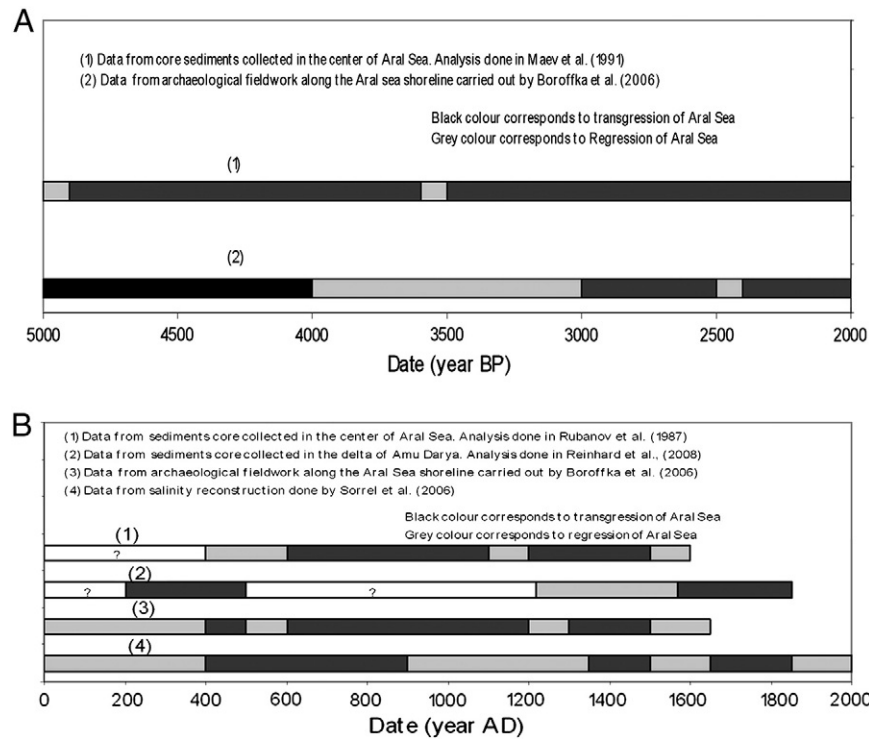 A
(1) Data from core sediments collected in the center of Aral Sea. Analysis done in Maev et al. (1991)
(2) Data from archaeological fieldwork along the Aral sea shoreline carried out by Boroffka et al. (2006)
Black colour corresponds to transgression of Aral Sea
Grey colour corresponds to Regression of Aral Sea
(1)
(2)
5000 4500 4000 3500 3000 2500 2000
Date (year BP)
B
(1) Data from sediments core collected in the center of Aral Sea. Analysis done in Rubanov et al. (1987)
(2) Data from sediments core collected in the delta of Amu Darya. Analysis done in Reinhard et al., (2008)
(3) Data from archaeological fieldwork along the Aral Sea shoreline carried out by Boroffka et al. (2006)
(4) Data from salinity reconstruction done by Sorrel et al. (2006)
Black colour corresponds to transgression of Aral Sea
Grey colour corresponds to regression of Aral Sea
(1)
?
(2)
? ?
(3)
(4)
0 200 400 600 800 1000 1200 1400 1600 1800 2000
Date (year AD)